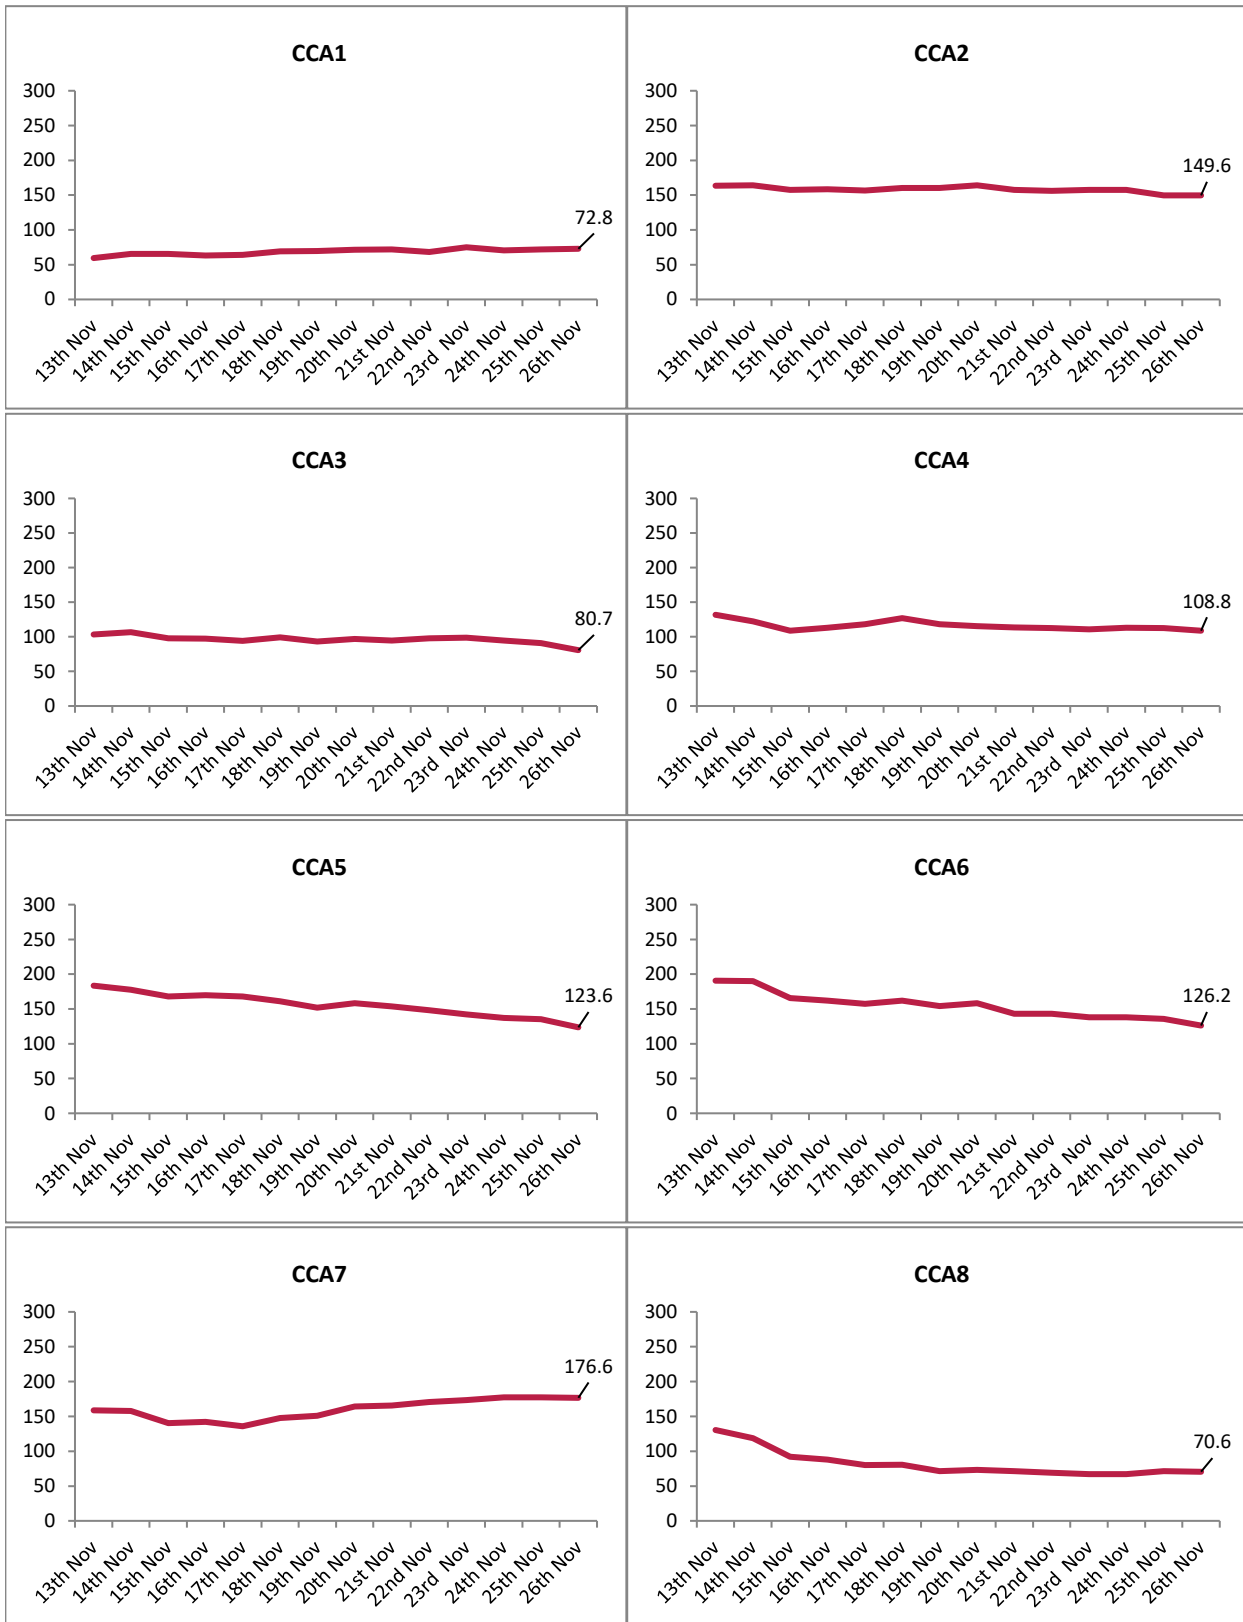 CCA1
300
250
200
150
100
50
0
72.8
13th Nov
14th Nov
15th Nov
16th Nov
17th Nov
18th Nov
19th Nov
20th Nov
21st Nov
22nd Nov
23rd Nov
24th Nov
25th Nov
26th Nov
CCA2
300
250
200
150
100
50
0
149.6
13th Nov
14th Nov
15th Nov
16th Nov
17th Nov
18th Nov
19th Nov
20th Nov
21st Nov
22nd Nov
23rd Nov
24th Nov
25th Nov
26th Nov
CCA3
300
250
200
150
100
50
0
80.7
13th Nov
14th Nov
15th Nov
16th Nov
17th Nov
18th Nov
19th Nov
20th Nov
21st Nov
22nd Nov
23rd Nov
24th Nov
25th Nov
26th Nov
CCA4
300
250
200
150
100
50
0
108.8
13th Nov
14th Nov
15th Nov
16th Nov
17th Nov
18th Nov
19th Nov
20th Nov
21st Nov
22nd Nov
23rd Nov
24th Nov
25th Nov
26th Nov
CCA5
300
250
200
150
100
50
0
123.6
13th Nov
14th Nov
15th Nov
16th Nov
17th Nov
18th Nov
19th Nov
20th Nov
21st Nov
22nd Nov
23rd Nov
24th Nov
25th Nov
26th Nov
CCA6
300
250
200
150
100
50
0
126.2
13th Nov
14th Nov
15th Nov
16th Nov
17th Nov
18th Nov
19th Nov
20th Nov
21st Nov
22nd Nov
23rd Nov
24th Nov
25th Nov
26th Nov
CCA7
300
250
200
150
100
50
0
176.6
13th Nov
14th Nov
15th Nov
16th Nov
17th Nov
18th Nov
19th Nov
20th Nov
21st Nov
22nd Nov
23rd Nov
24th Nov
25th Nov
26th Nov
CCA8
300
250
200
150
100
50
0
70.6
13th Nov
14th Nov
15th Nov
16th Nov
17th Nov
18th Nov
19th Nov
20th Nov
21st Nov
22nd Nov
23rd Nov
24th Nov
25th Nov
26th Nov